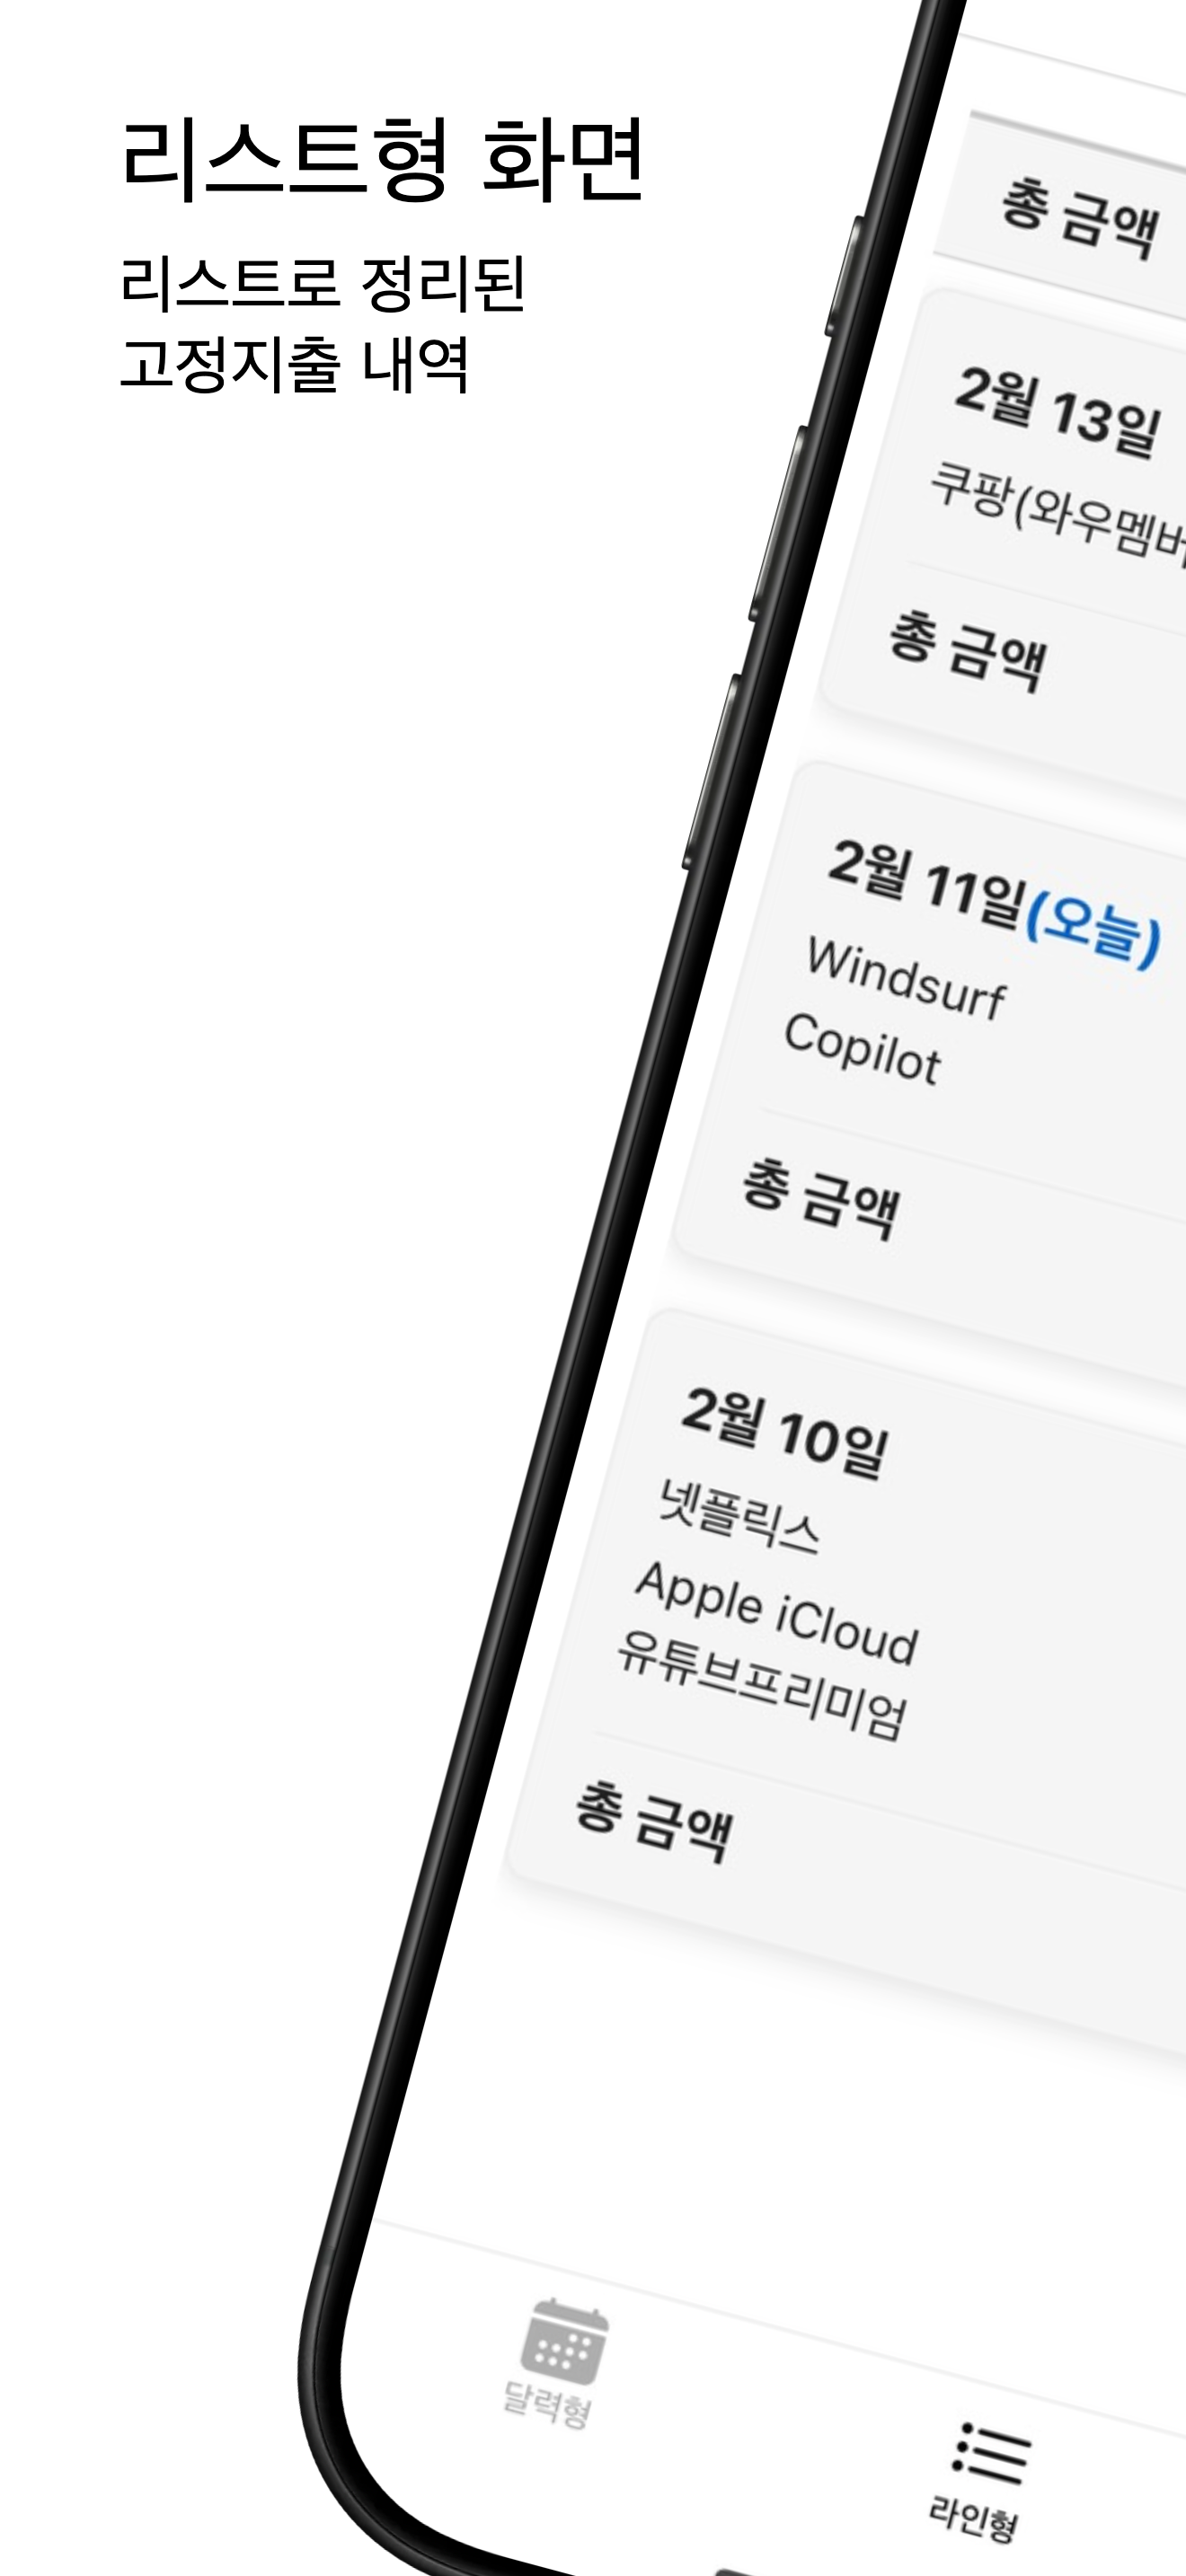 리스트형 화면
리스트로 정리된
고정지출 내역
총 금액
2월 13일
쿠팡(와우멤버
총 금액
2월 11일(오늘)
Windsurf
Copilot
총 금액
2월 10일
넷플릭스
Apple iCloud
유튜브프리미엄
총 금액
달력형
라인형